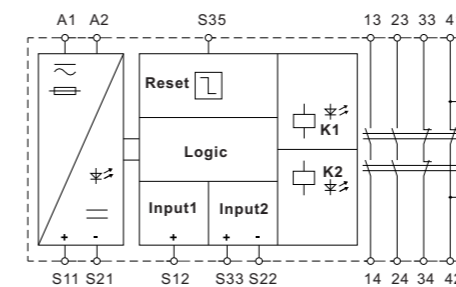 A1 A2 S35 13 23 33 4
Reset
K1
Logic
K2
Input1 Input2
+ - + + -
S11 S21 S12 S33 S22 14 24 34 42